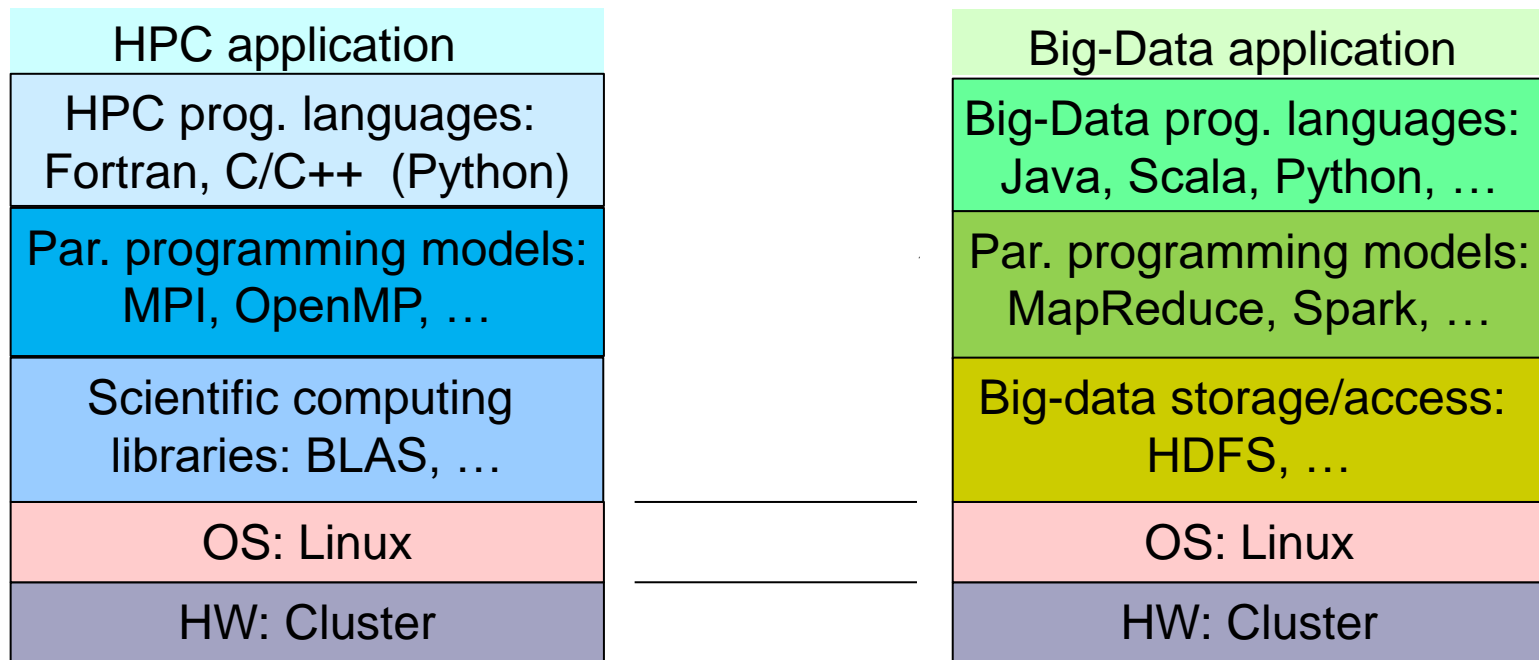 HPC application
HPC prog. languages:
Fortran, C/C++ (Python)
Par. programming models:
MPI, OpenMP, …
Scientific computing
libraries: BLAS, …
OS: Linux
HW: Cluster
Big-Data application
Big-Data prog. languages:
Java, Scala, Python, …
Par. programming models:
MapReduce, Spark, …
Big-data storage/access:
HDFS, …
OS: Linux
HW: Cluster